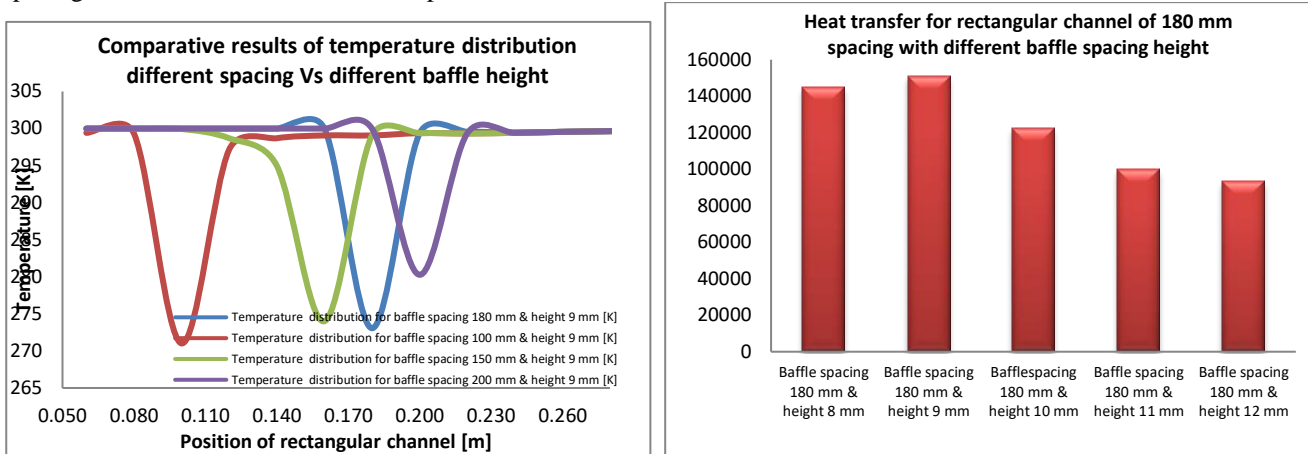 Comparative results of temperature distribution
different spacing Vs different baffle height
305
300
295
290
285
280
275
270
265
Temperature [K]
0.050 0.080 0.110 0.140 0.170 0.200 0.230 0.260
Position of rectangular channel [m]
Temperature distribution for baffle spacing 180 mm & height 9 mm [K]
Temperature distribution for baffle spacing 100 mm & height 9 mm [K]
Temperature distribution for baffle spacing 150 mm & height 9 mm [K]
Temperature distribution for baffle spacing 200 mm & height 9 mm [K]
Heat transfer for rectangular channel of 180 mm
spacing with different baffle spacing height
160000
140000
120000
100000
80000
60000
40000
20000
0
Baffle spacing
180 mm &
height 8 mm
Baffle spacing
180 mm &
height 9 mm
Bafflespacing
180 mm &
height 10 mm
Baffle spacing
180 mm &
height 11 mm
Baffle spacing
180 mm &
height 12 mm